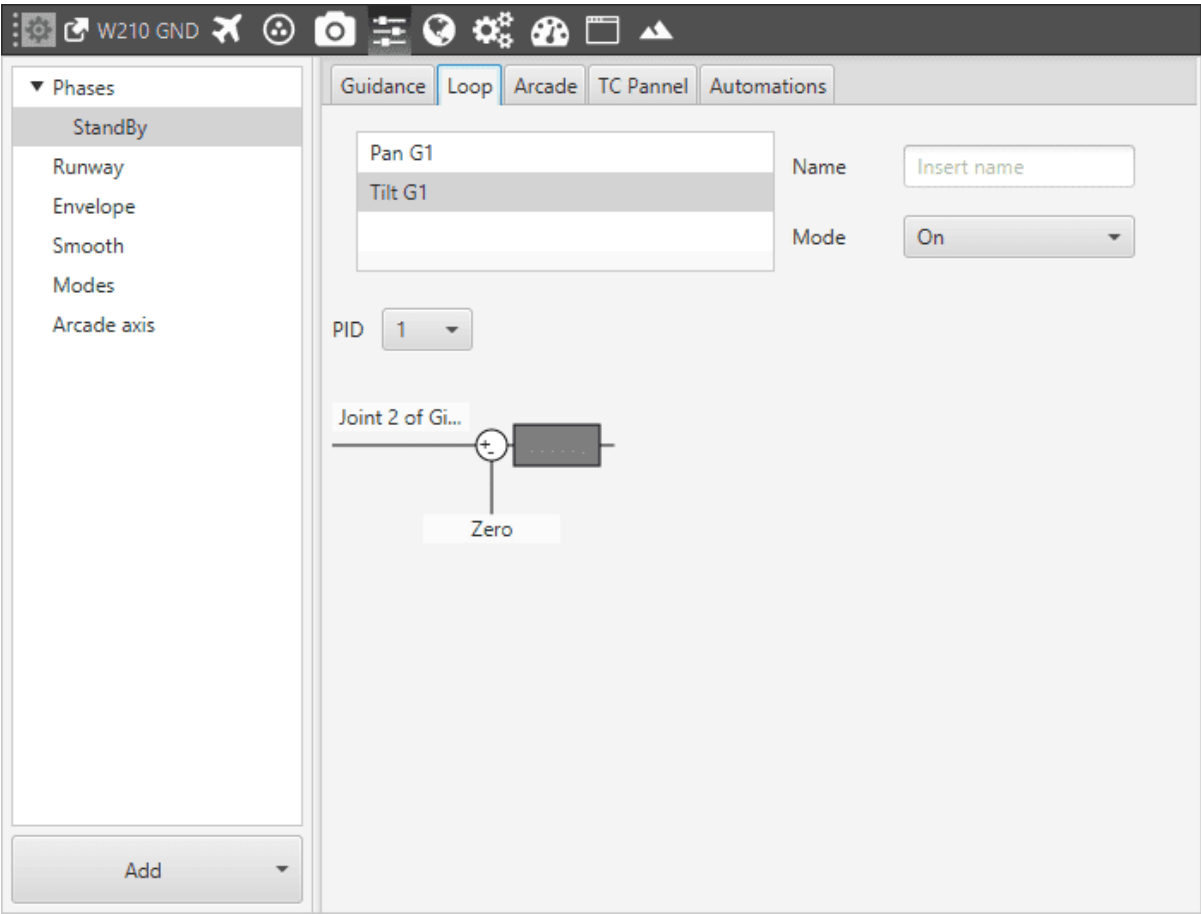 W210 GND
Phases
StandBy
Runway
Envelope
Smooth
Modes
Arcade axis
Add
Guidance Loop Arcade TC Pannel Automations
Pan G1
Tilt G1
Name Insert name
Mode On
PID 1
Joint 2 of Gi...
+
-
Zero